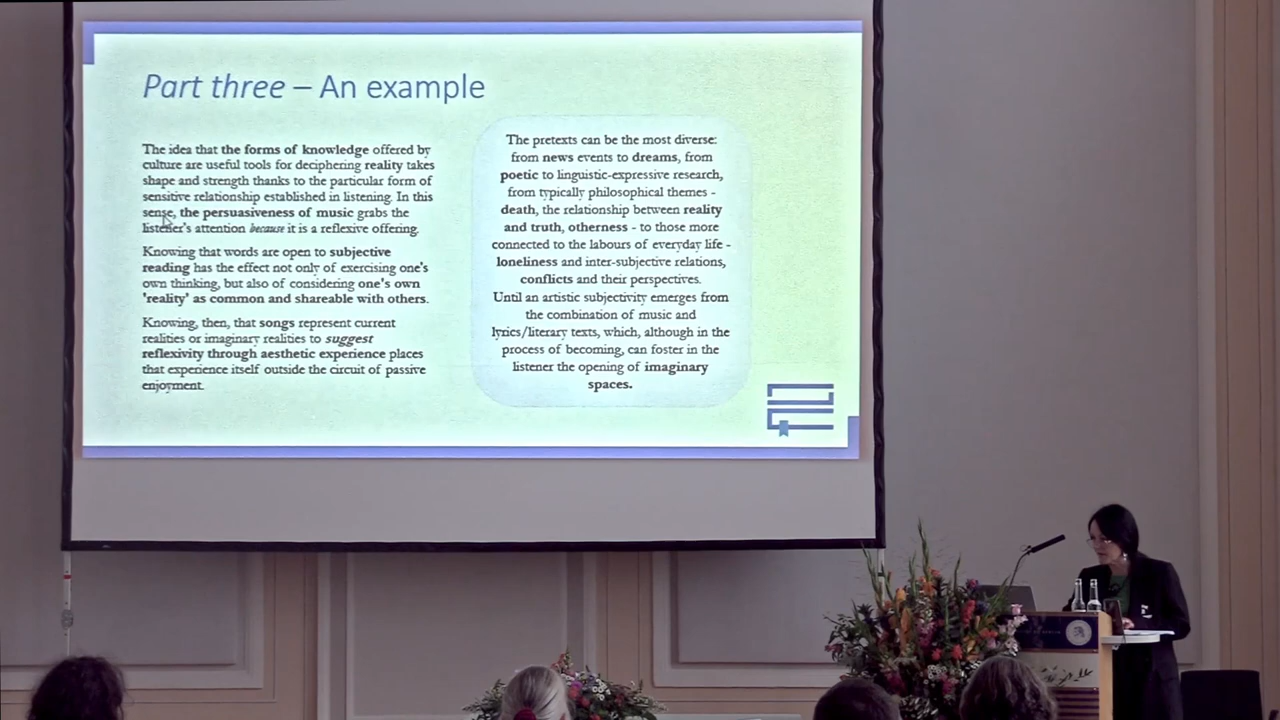 Part three – An example
The idea that the forms of knowledge offered by
culture are useful tools for deciphering reality takes
shape and strength thanks to the particular form of
sensitive relationship established in listening. In this
sense, the persuasiveness of music grabs the
listener's attention because it is a reflexive offering.
Knowing that words are open to subjective
reading has the effect not only of exercising one's
own thinking, but also of considering one's own
'reality' as common and shareable with others.
Knowing, then, that songs represent current
realities or imaginary realities to suggest
reflexivity through aesthetic experience places
that experience itself outside the circuit of passive
enjoyment.
The pretexts can be the most diverse:
from news events to dreams, from
poetic to linguistic-expressive research,
from typically philosophical themes -
death, the relationship between reality
and truth, otherness - to those more
connected to the labours of everyday life -
loneliness and inter-subjective relations,
conflicts and their perspectives.
Until an artistic subjectivity emerges from
the combination of music and
lyrics/literary texts, which, although in the
process of becoming, can foster in the
listener the opening of imaginary
spaces.